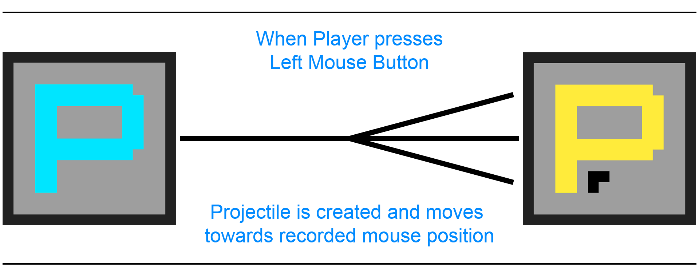 When Player presses
Left Mouse Button
P
P
Projectile is created and moves
towards recorded mouse position